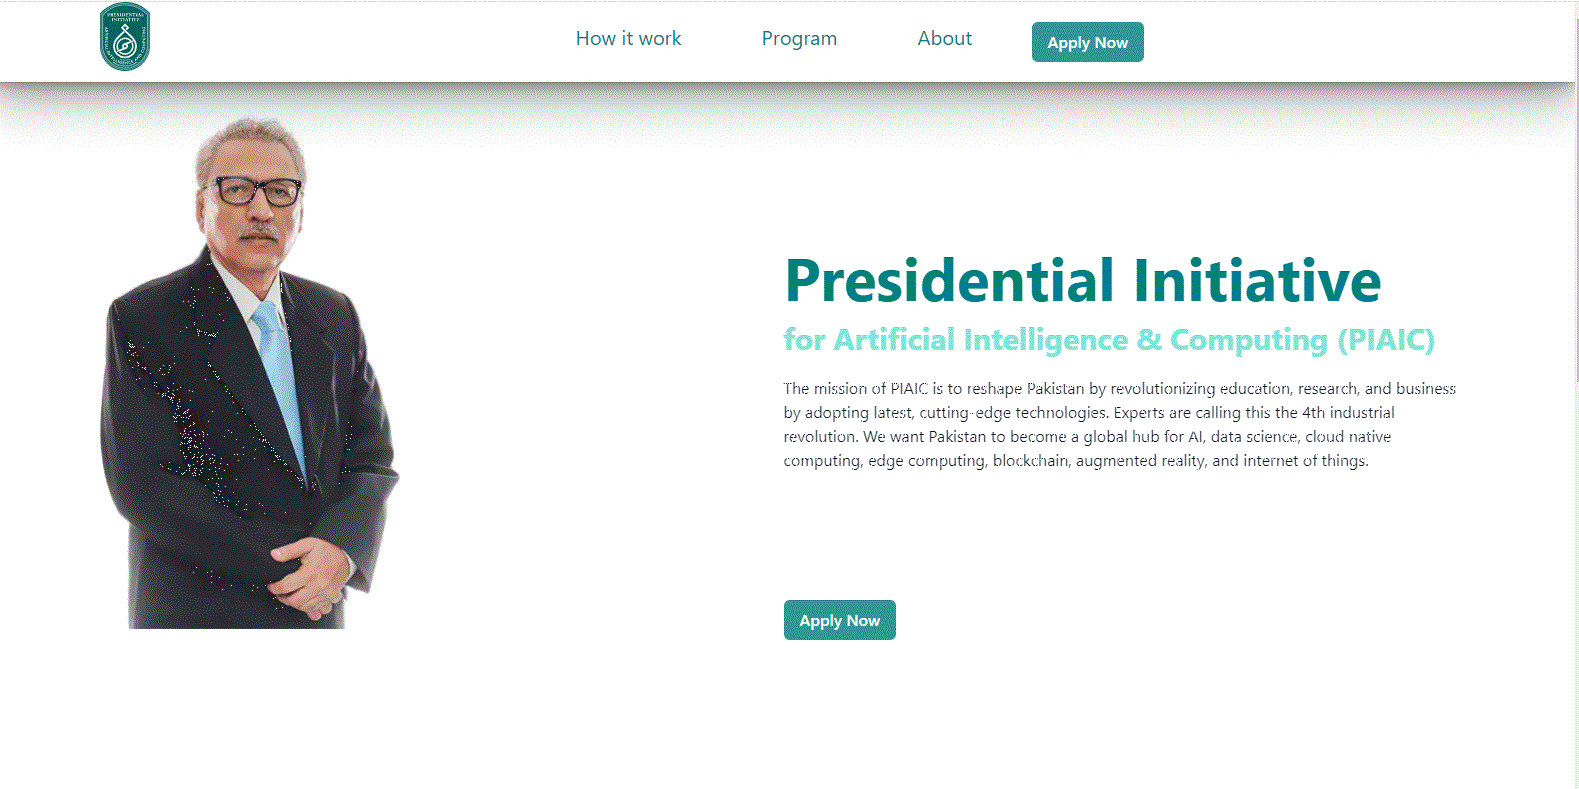 PRESIDENTIAL
INITIATIVE
How it work
Program
About
Apply Now
Presidential Initiative
for Artificial Intelligence & Computing (PIAIC)
The mission of PIAIC is to reshape Pakistan by revolutionizing education, research, and business
by adopting latest, cutting-edge technologies. Experts are calling this the 4th industrial
revolution. We want Pakistan to become a global hub for AI, data science, cloud native
computing, edge computing, blockchain, augmented reality, and internet of things.
Apply Now